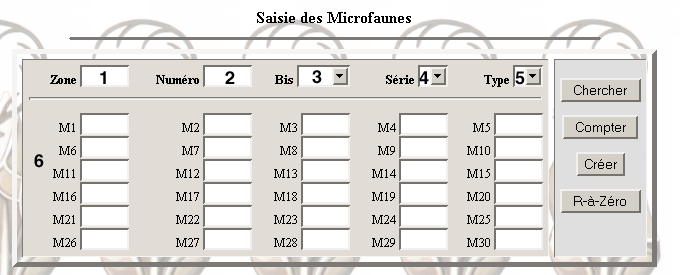 Saisie des Microfaunes
Zone 1 Numéro 2 Bis 3 Série 4 Type 5
Chercher
M1 M2 M3 M4 M5
Compter
M6 M7 M8 M9 M10
6
Créer
M11 M12 M13 M14 M15
M16 M17 M18 M19 M20
R-à-Zéro
M21 M22 M23 M24 M25
M26 M27 M28 M29 M30